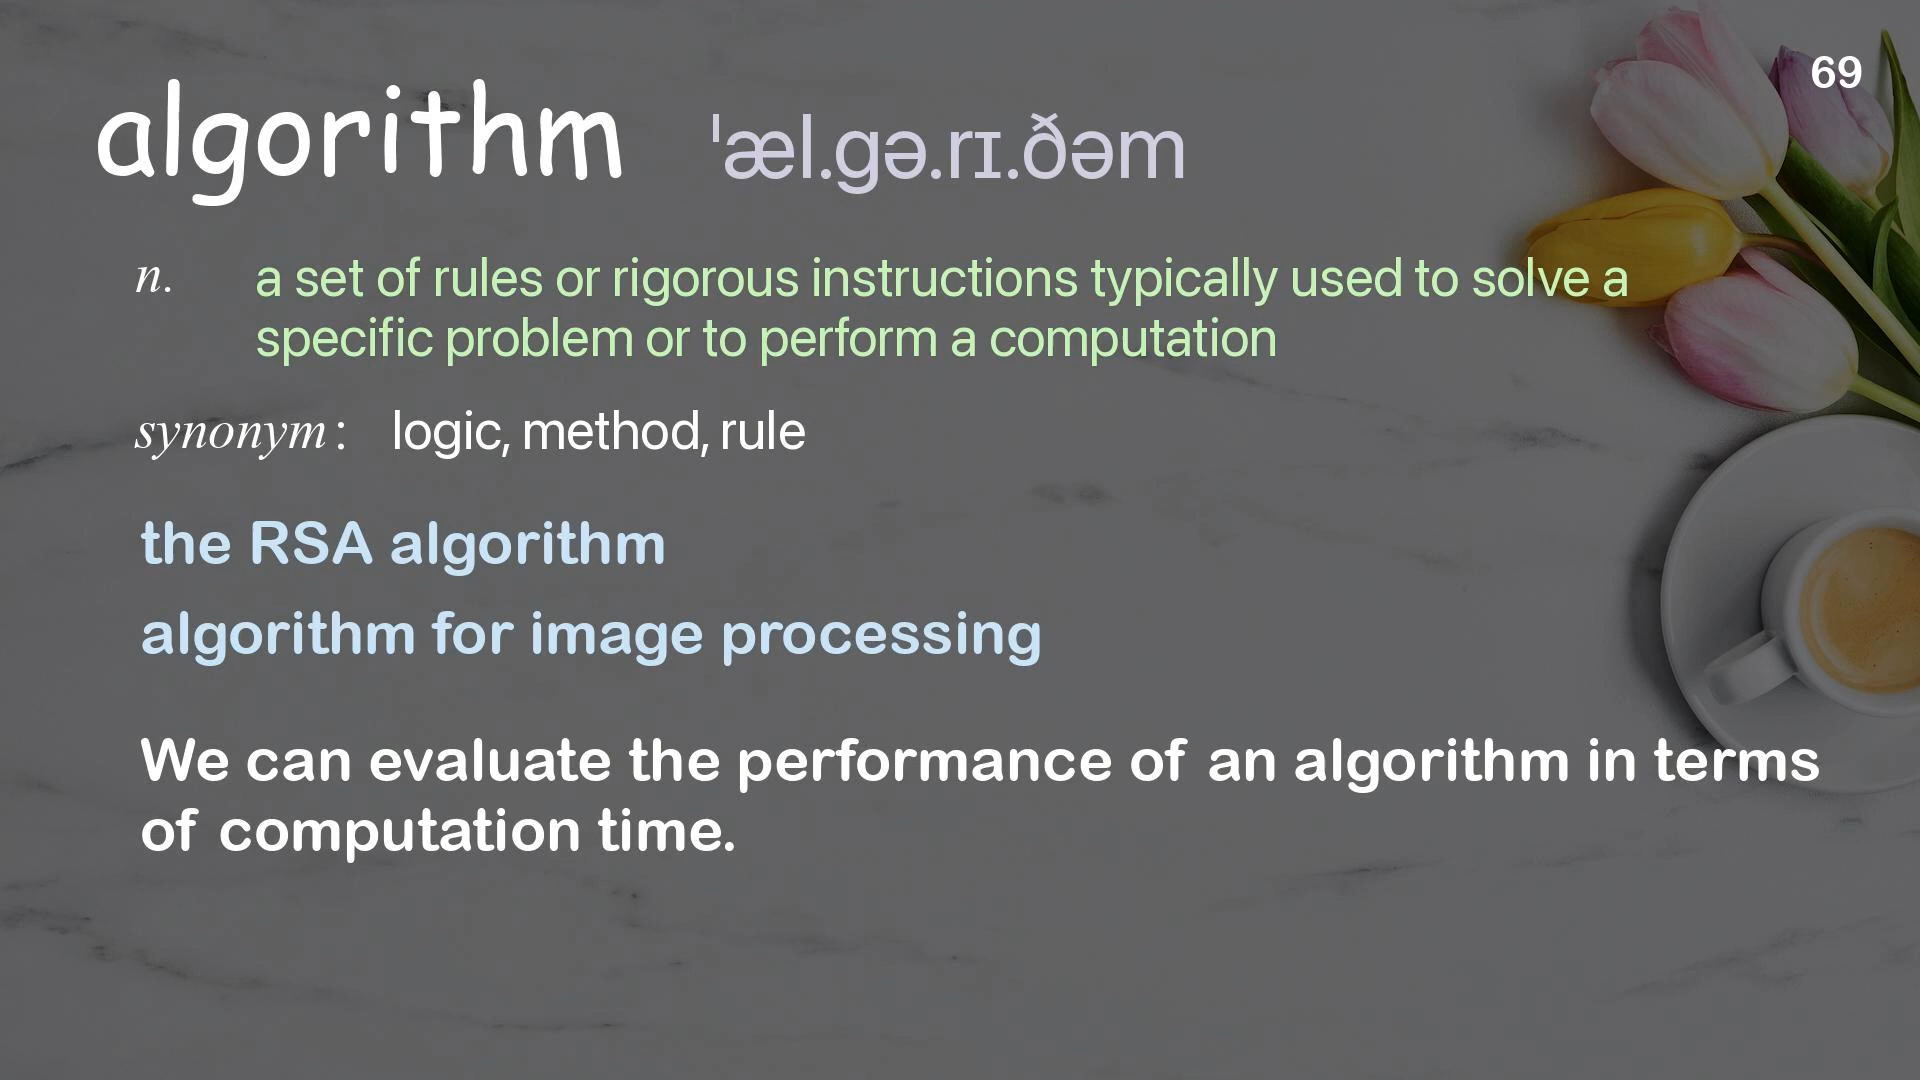 69
algorithm ˈæl.gə.rɪ.ðəm
n. a set of rules or rigorous instructions typically used to solve a
specific problem or to perform a computation
synonym: logic, method, rule
the RSA algorithm
algorithm for image processing
We can evaluate the performance of an algorithm in terms
of computation time.